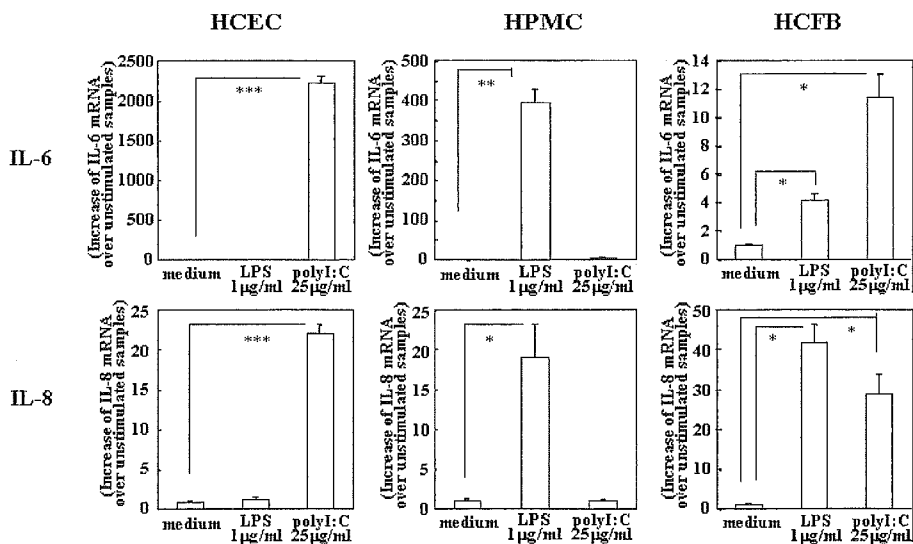 HCEC HPMC HCFB
IL-6
(Increase of IL-6 mRNA
over unstimulated samples)
2500
2000
1500
1000
500
0
***
medium LPS polyI:C
1μg/ml 25μg/ml
(Increase of IL-6 mRNA
over unstimulated samples)
500
400
300
200
100
0
**
medium LPS polyI:C
1μg/ml 25μg/ml
(Increase of IL-6 mRNA
over unstimulated samples)
14
12
10
8
6
4
2
0
*
*
medium LPS polyI:C
1μg/ml 25μg/ml
IL-8
(Increase of IL-8 mRNA
over unstimulated samples)
25
20
15
10
5
0
***
medium LPS polyI:C
1μg/ml 25μg/ml
(Increase of IL-8 mRNA
over unstimulated samples)
25
20
15
10
5
0
*
medium LPS polyI:C
1μg/ml 25μg/ml
(Increase of IL-8 mRNA
over unstimulated samples)
50
40
30
20
10
0
* *
medium LPS polyI:C
1μg/ml 25μg/ml